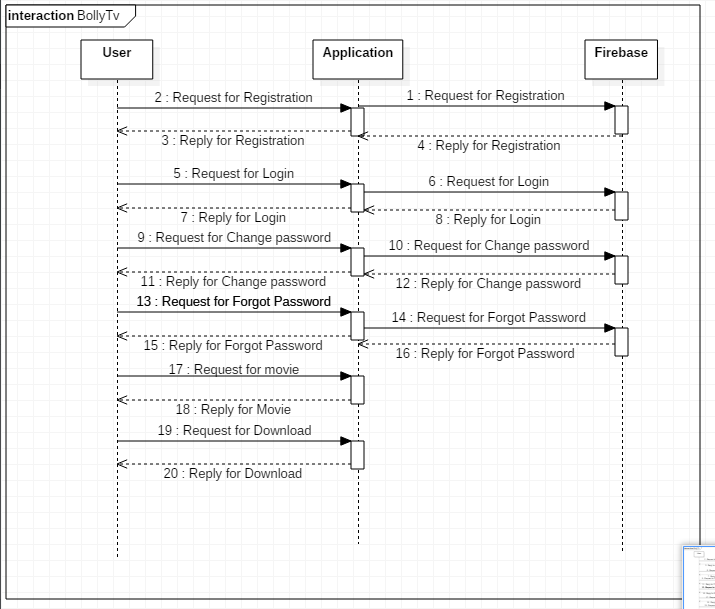 interaction BollyTv
User
Application
Firebase
2 : Request for Registration
1 : Request for Registration
3 : Reply for Registration
4 : Reply for Registration
5 : Request for Login
6 : Request for Login
7 : Reply for Login
8 : Reply for Login
9 : Request for Change password
10 : Request for Change password
11 : Reply for Change password
12 : Reply for Change password
13 : Request for Forgot Password
14 : Request for Forgot Password
15 : Reply for Forgot Password
16 : Reply for Forgot Password
17 : Request for movie
18 : Reply for Movie
19 : Request for Download
20 : Reply for Download